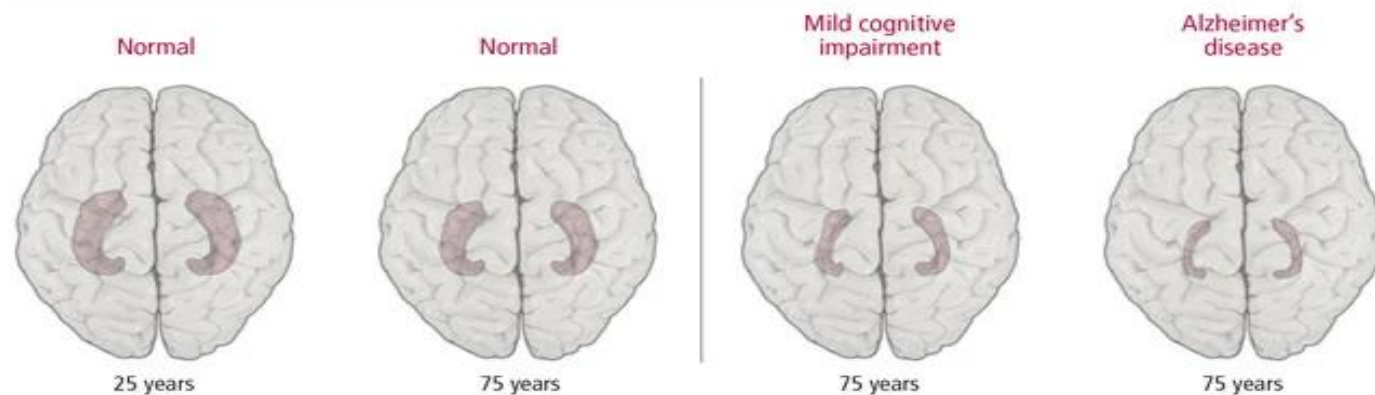 Normal
Normal
Mild cognitive
impairment
Alzheimer's
disease
25 years
75 years
75 years
75 years